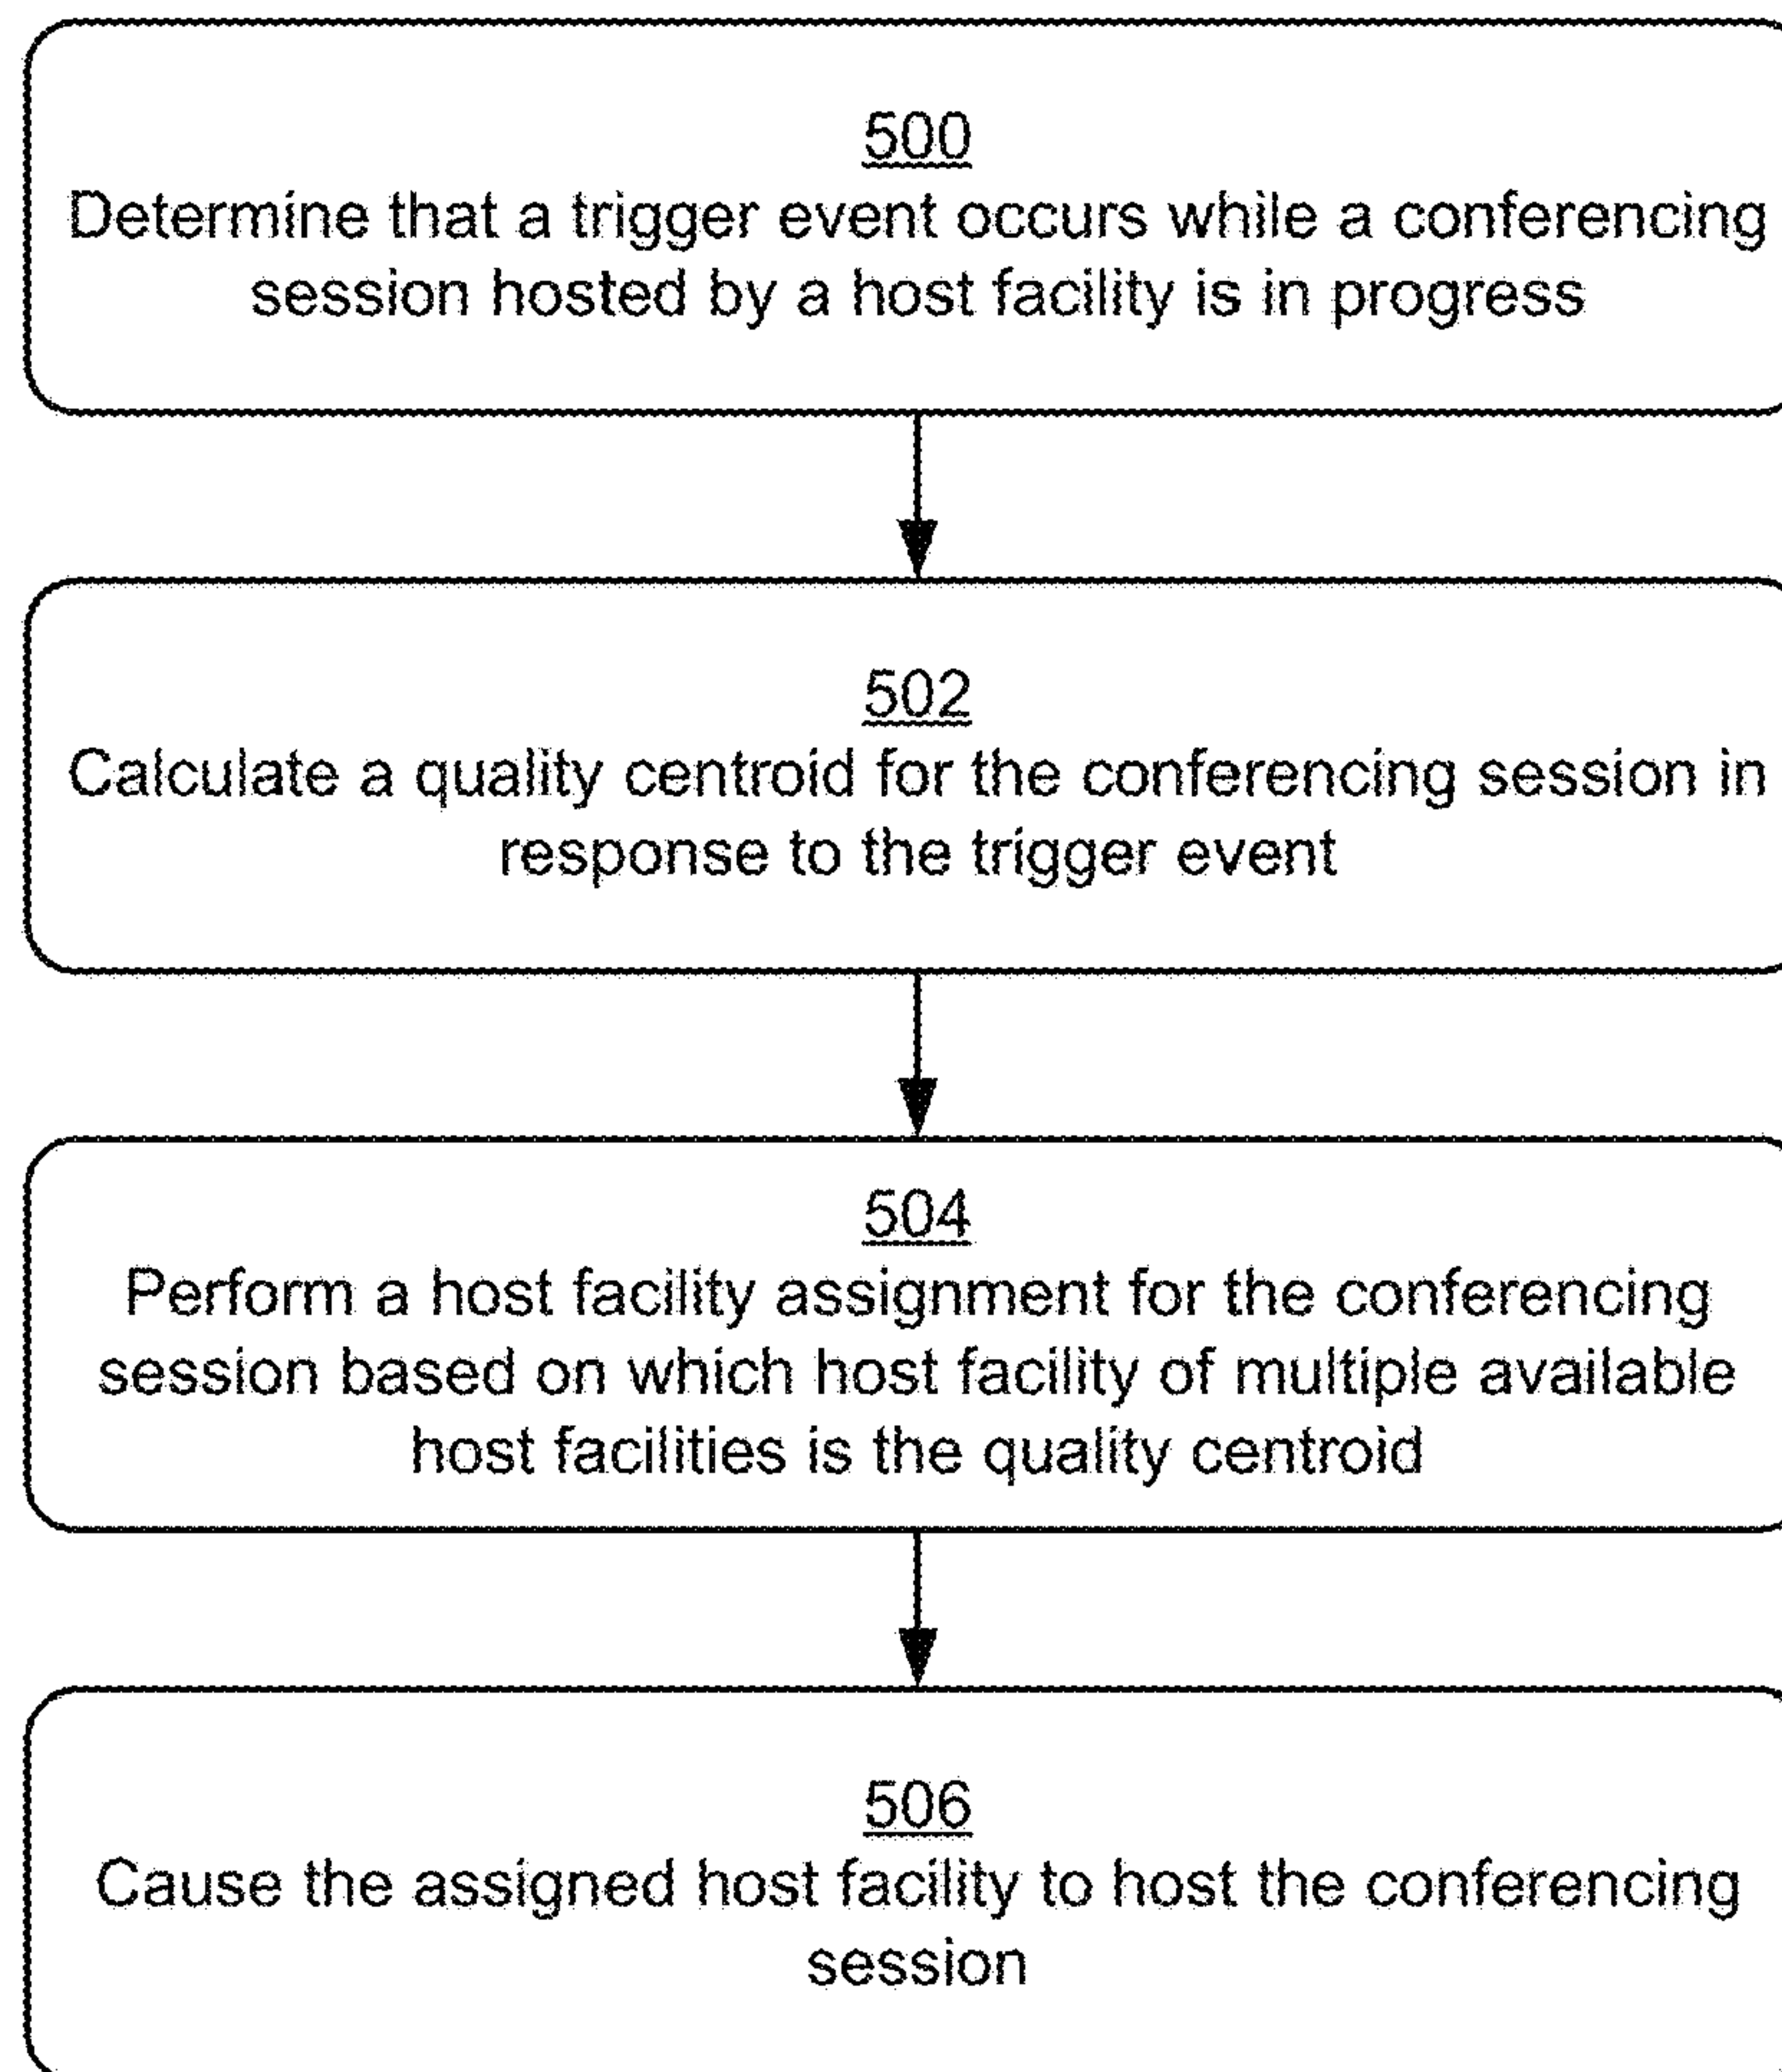 500
Determine that a trigger event occurs while a conferencing
session hosted by a host facility is in progress
502
Calculate a quality centroid for the conferencing session in
response to the trigger event
504
Perform a host facility assignment for the conferencing
session based on which host facility of multiple available
host facilities is the quality centroid
506
Cause the assigned host facility to host the conferencing
session